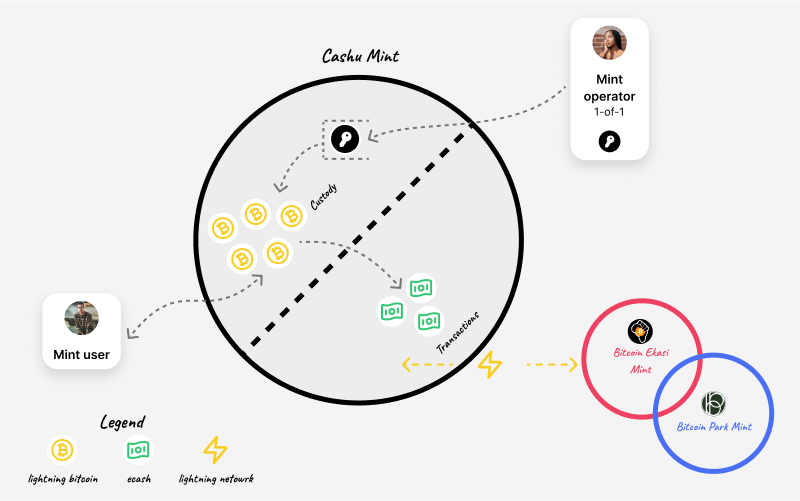 Cashu Mint
Mint
operator
1-of-1
Custody
Transactions
Mint user
Bitcoin Ekasi
Mint
Bitcoin Park Mint
Legend
lightning bitcoin
ecash
lightning netowrk